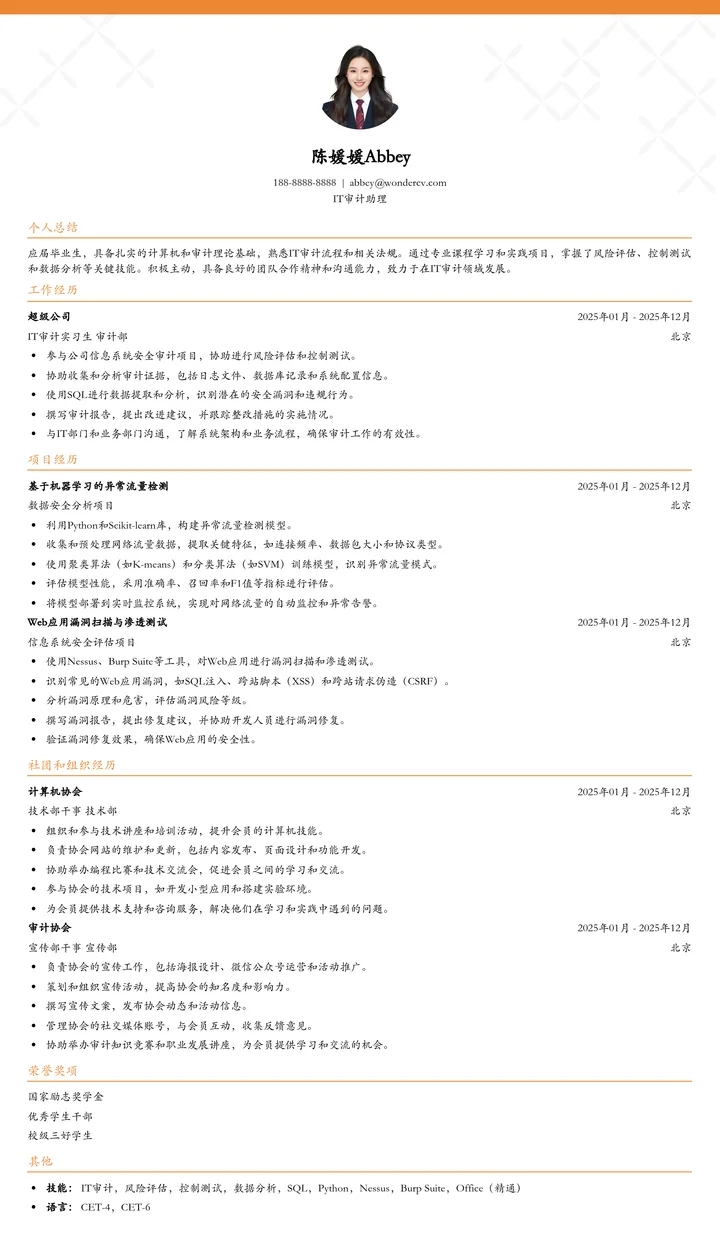 陈媛媛Abbey
188-8888-8888 | abbey@wondercv.com
IT审计助理
个人总结
应届毕业生，具备扎实的计算机和审计理论基础，熟悉IT审计流程和相关法规。通过专业课程学习和实践项目，掌握了风险评估、控制测试
和数据分析等关键技能。积极主动，具备良好的团队合作精神和沟通能力，致力于在IT审计领域发展。
工作经历
超级公司 2025年01月 - 2025年12月
IT审计实习生 审计部 北京
• 参与公司信息系统安全审计项目，协助进行风险评估和控制测试。
• 协助收集和分析审计证据，包括日志文件、数据库记录和系统配置信息。
• 使用SQL进行数据提取和分析，识别潜在的安全漏洞和违规行为。
• 撰写审计报告，提出改进建议，并跟踪整改措施的实施情况。
• 与IT部门和业务部门沟通，了解系统架构和业务流程，确保审计工作的有效性。
项目经历
基于机器学习的异常流量检测 2025年01月 - 2025年12月
数据安全分析项目 北京
• 利用Python和Scikit-learn库，构建异常流量检测模型。
• 收集和预处理网络流量数据，提取关键特征，如连接频率、数据包大小和协议类型。
• 使用聚类算法（如K-means）和分类算法（如SVM）训练模型，识别异常流量模式。
• 评估模型性能，采用准确率、召回率和F1值等指标进行评估。
• 将模型部署到实时监控系统，实现对网络流量的自动监控和异常告警。
Web应用漏洞扫描与渗透测试 2025年01月 - 2025年12月
信息系统安全评估项目 北京
• 使用Nessus、Burp Suite等工具，对Web应用进行漏洞扫描和渗透测试。
• 识别常见的Web应用漏洞，如SQL注入、跨站脚本（XSS）和跨站请求伪造（CSRF）。
• 分析漏洞原理和危害，评估漏洞风险等级。
• 撰写漏洞报告，提出修复建议，并协助开发人员进行漏洞修复。
• 验证漏洞修复效果，确保Web应用的安全性。
社团和组织经历
计算机协会 2025年01月 - 2025年12月
技术部干事 技术部 北京
• 组织和参与技术讲座和培训活动，提升会员的计算机技能。
• 负责协会网站的维护和更新，包括内容发布、页面设计和功能开发。
• 协助举办编程比赛和技术交流会，促进会员之间的学习和交流。
• 参与协会的技术项目，如开发小型应用和搭建实验环境。
• 为会员提供技术支持和咨询服务，解决他们在学习和实践中遇到的问题。
审计协会 2025年01月 - 2025年12月
宣传部干事 宣传部 北京
• 负责协会的宣传工作，包括海报设计、微信公众号运营和活动推广。
• 策划和组织宣传活动，提高协会的知名度和影响力。
• 撰写宣传文案，发布协会动态和活动信息。
• 管理协会的社交媒体账号，与会员互动，收集反馈意见。
• 协助举办审计知识竞赛和职业发展讲座，为会员提供学习和交流的机会。
荣誉奖项
国家励志奖学金
优秀学生干部
校级三好学生
其他
• 技能： IT审计，风险评估，控制测试，数据分析，SQL，Python，Nessus，Burp Suite，Office（精通）
• 语言： CET-4，CET-6